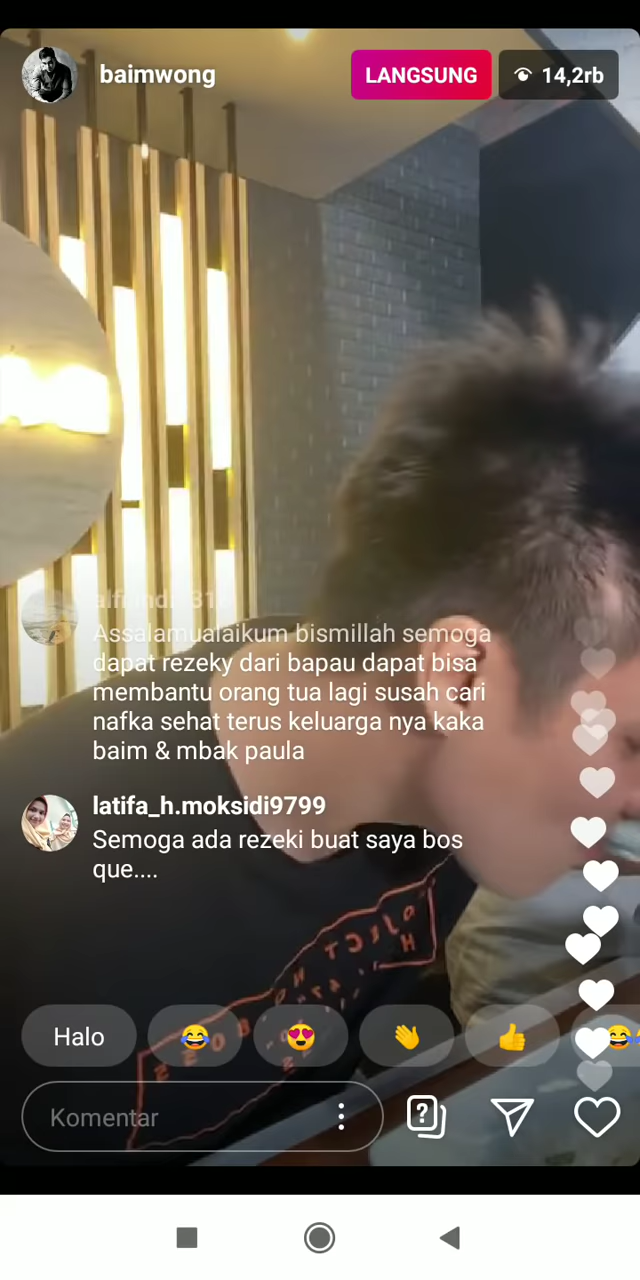 baimwong
LANGSUNG
14,2rb
Assalamualaikum bismillah semoga
dapat rezeky dari bapau dapat bisa
membantu orang tua lagi susah cari
nafka sehat terus keluarga nya kaka
baim & mbak paula
latifa_h.moksidi9799
Semoga ada rezeki buat saya bos
que....
Halo
Komentar